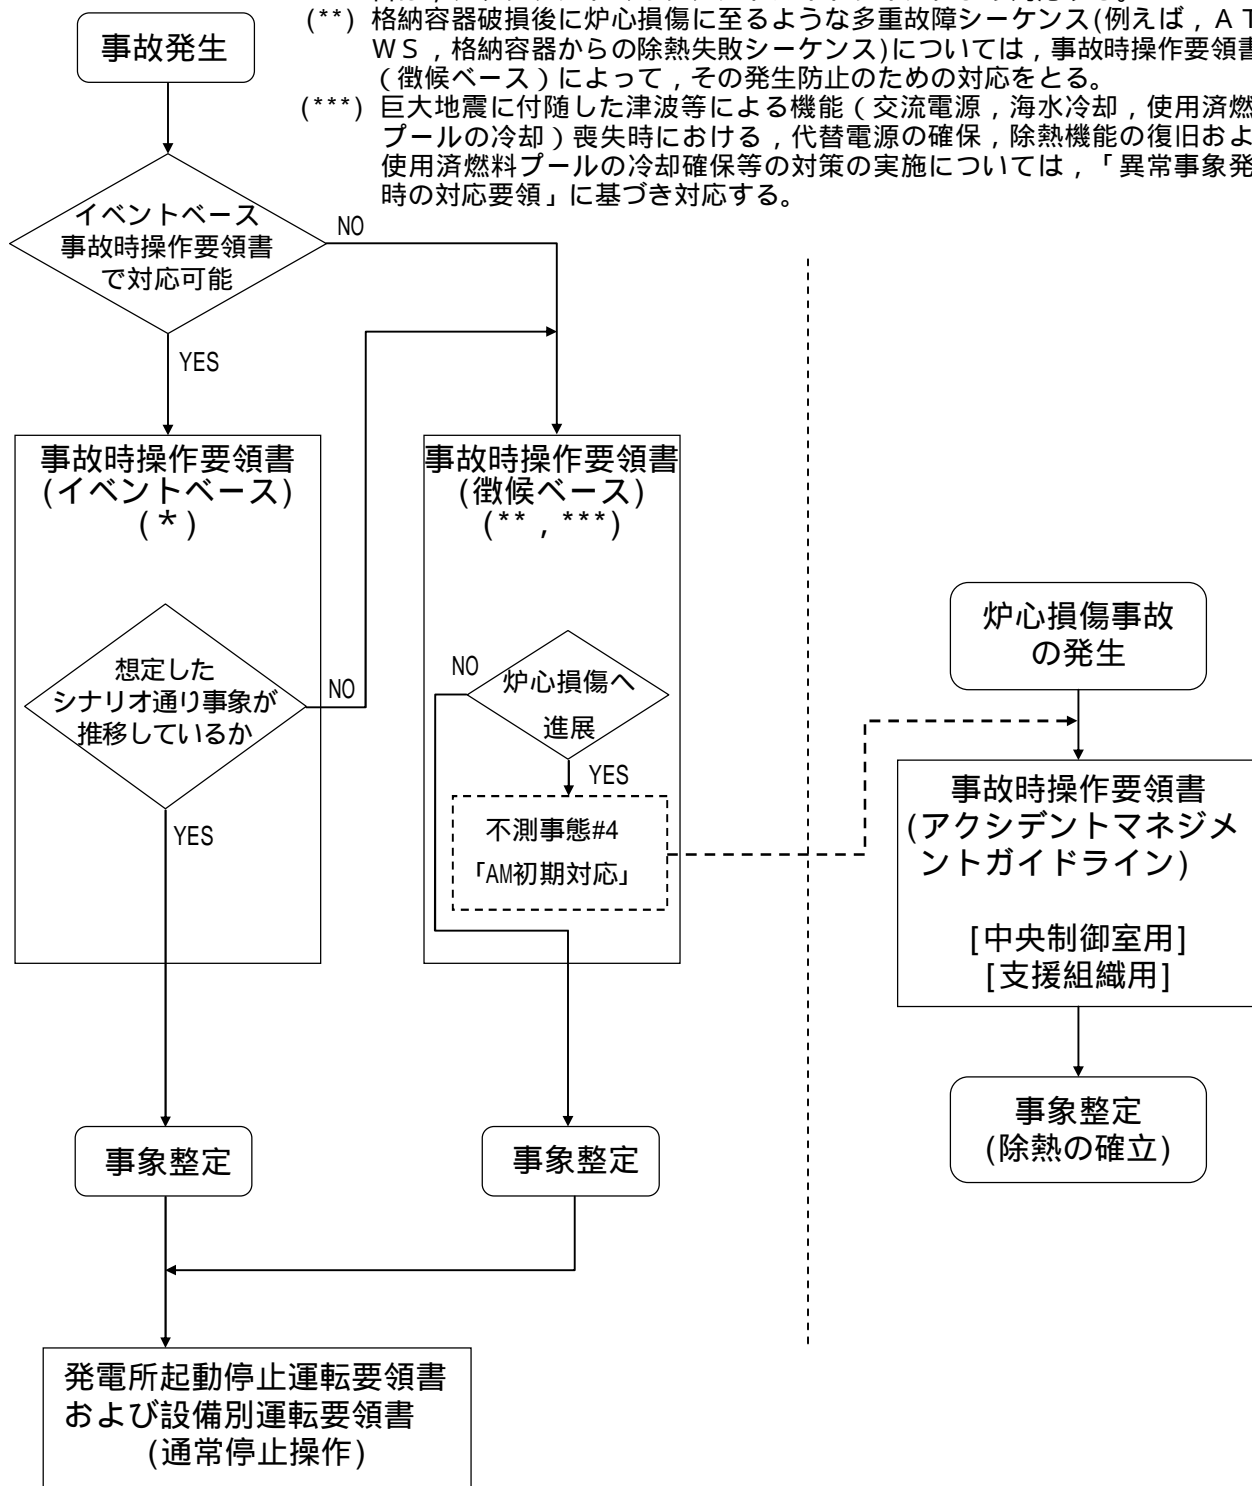 (**) 格納容器破損後に炉心損傷に至るような多重故障シーケンス(例えば，ＡＴ
ＷＳ，格納容器からの除熱失敗シーケンス)については，事故時操作要領書
（徴候ベース）によって，その発生防止のための対応をとる。
(***) 巨大地震に付随した津波等による機能（交流電源，海水冷却，使用済燃
プールの冷却）喪失時における，代替電源の確保，除熱機能の復旧およ
使用済燃料プールの冷却確保等の対策の実施については，「異常事象発
時の対応要領」に基づき対応する。
事故発生
イベントベース
事故時操作要領書
で対応可能
NO
YES
事故時操作要領書
(イベントベース)
(＊)
想定した
シナリオ通り事象が
推移しているか
NO
YES
事故時操作要領書
(徴候ベース)
(**，***)
NO
炉心損傷へ
進展
YES
不測事態#4
「AM初期対応」
炉心損傷事故
の発生
事故時操作要領書
(アクシデントマネジメ
ントガイドライン)
[中央制御室用]
[支援組織用]
事象整定
(除熱の確立)
事象整定
事象整定
発電所起動停止運転要領書
および設備別運転要領書
(通常停止操作)